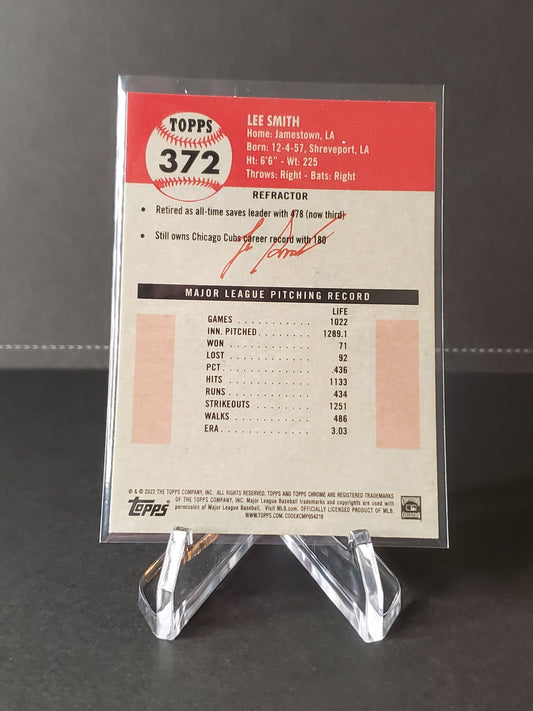 TOPPS
372
LEE SMITH
Home: Jamestown, LA
Born: 12-4-57, Shreveport, LA
Ht: 6'6" - Wt: 225
Throws: Right - Bats: Right
REFRACTOR
• Retired as all-time saves leader with 478 (now third)
• Still owns Chicago Cubs career record with 180
MAJOR LEAGUE PITCHING RECORD
LIFE
GAMES . . . . . . . . . . . . 1022
INN. PITCHED. . . . . . . . . 1289.1
WON . . . . . . . . . . . . 71
LOST . . . . . . . . . . . . 92
PCT. . . . . . . . . . . . . .436
HITS . . . . . . . . . . . . 1133
RUNS . . . . . . . . . . . . 434
STRIKEOUTS . . . . . . . . . 1251
WALKS . . . . . . . . . . . 486
ERA. . . . . . . . . . . . . 3.03
® & © 2022 THE TOPPS COMPANY, INC. ALL RIGHTS RESERVED. TOPPS AND TOPPS CHROME ARE REGISTERED TRADEMARKS
OF THE TOPPS COMPANY, INC. Major League Baseball trademarks and copyrights are used with
permission of Major League Baseball. Visit MLB.com. OFFICIALLY LICENSED PRODUCT OF MLB.
WWW.TOPPS.COM. CODE#CMP054218
Topps